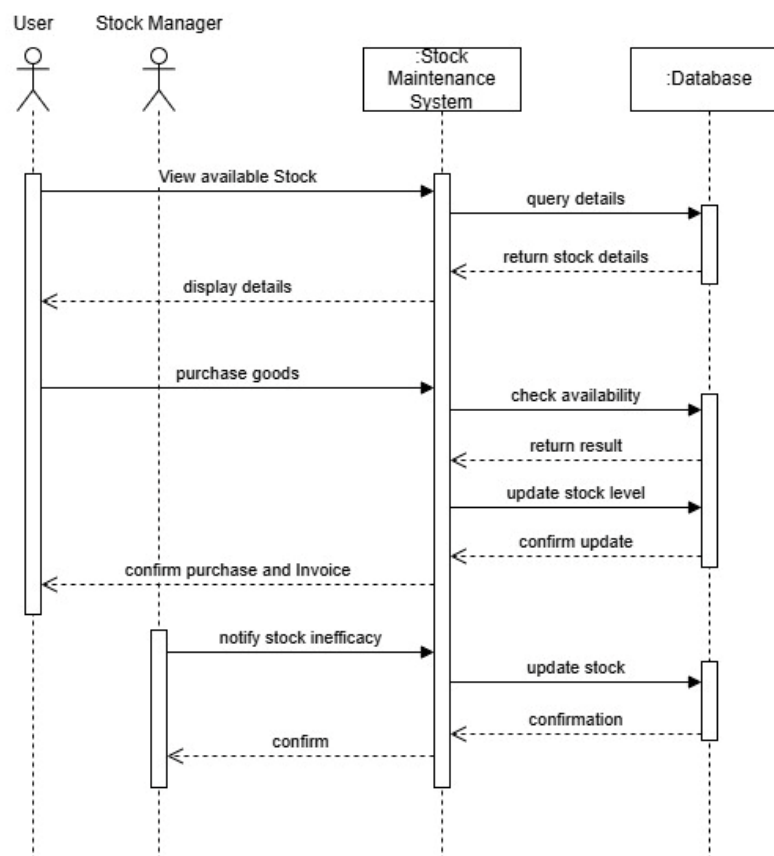 User
Stock Manager
:Stock
Maintenance
System
:Database
View available Stock
query details
return stock details
display details
purchase goods
check availability
return result
update stock level
confirm update
confirm purchase and Invoice
notify stock inefficacy
update stock
confirmation
confirm